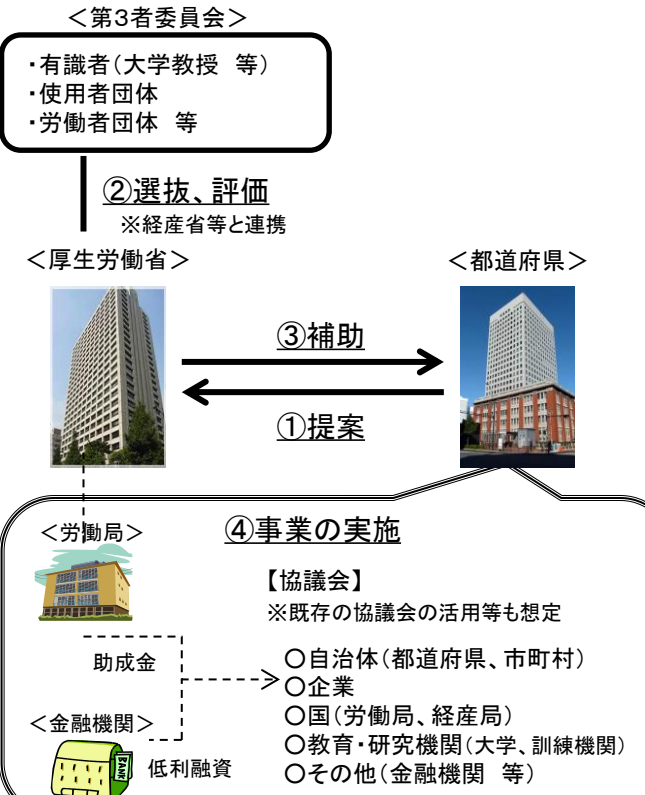 ＜第3者委員会＞
・有識者（大学教授　等）
・使用者団体
・労働者団体　等
②選抜、評価
※経産省等と連携
＜厚生労働省＞
＜都道府県＞
③補助
①提案
＜労働局＞
④事業の実施
【協議会】
※既存の協議会の活用等も想定
助成金
○自治体（都道府県、市町村）
○企業
○国（労働局、経産局）
○教育・研究機関（大学、訓練機関）
○その他（金融機関　等）
＜金融機関＞
BANK
低利融資